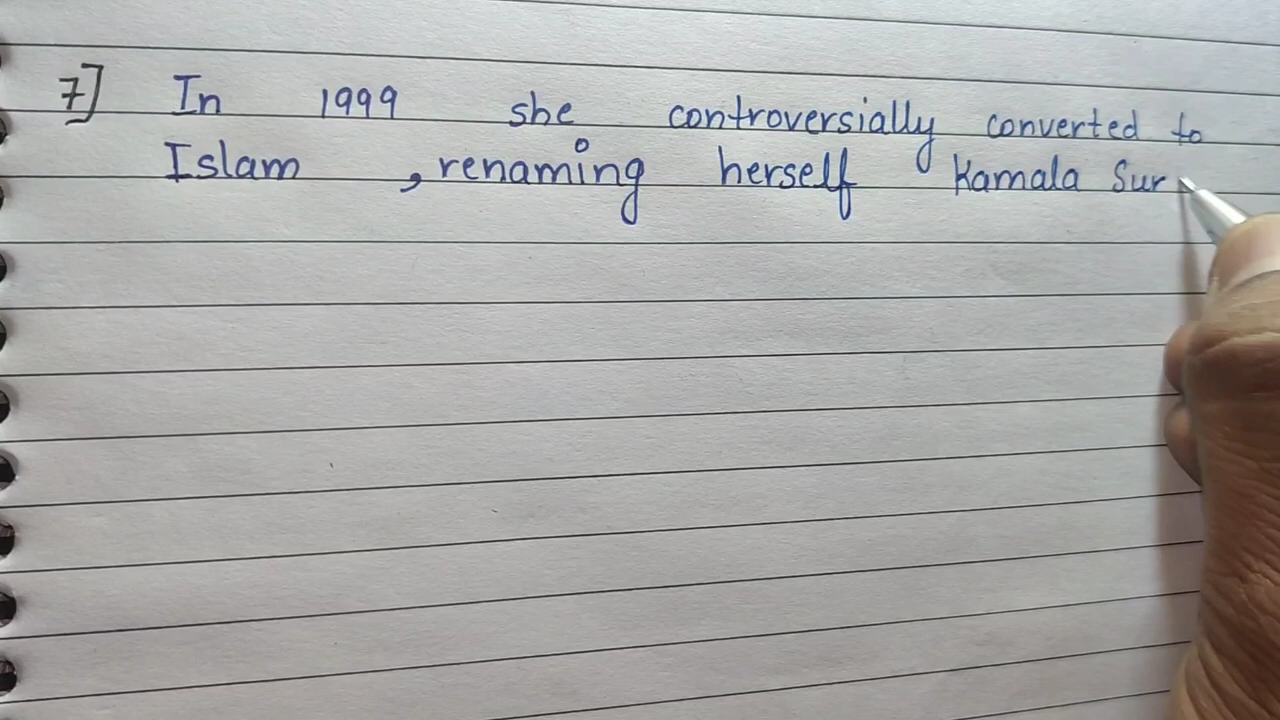 7] In 1999 she controversially converted to
Islam , renaming herself Kamala Sur